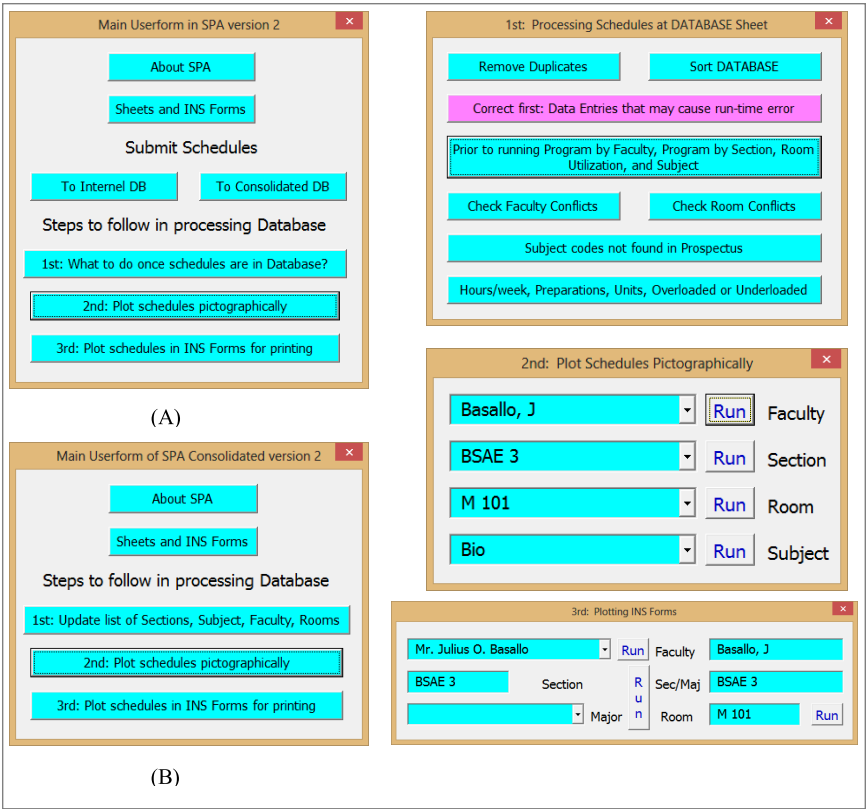 Main Userform in SPA version 2
About SPA
Sheets and INS Forms
Submit Schedules
To Internel DB
To Consolidated DB
Steps to follow in processing Database
1st: What to do once schedules are in Database?
2nd: Plot schedules pictographically
3rd: Plot schedules in INS Forms for printing
(A)
Main Userform of SPA Consolidated version 2
About SPA
Sheets and INS Forms
Steps to follow in processing Database
1st: Update list of Sections, Subject, Faculty, Rooms
2nd: Plot schedules pictographically
3rd: Plot schedules in INS Forms for printing
(B)
1st: Processing Schedules at DATABASE Sheet
Remove Duplicates
Sort DATABASE
Correct first: Data Entries that may cause run-time error
Prior to running Program by Faculty, Program by Section, Room
Utilization, and Subject
Check Faculty Conflicts
Check Room Conflicts
Subject codes not found in Prospectus
Hours/week, Preparations, Units, Overloaded or Underloaded
2nd: Plot Schedules Pictographically
Basallo, J Run Faculty
BSAE 3 Run Section
M 101 Run Room
Bio Run Subject
3rd: Plotting INS Forms
Mr. Julius O. Basallo Run Faculty Basallo, J
BSAE 3 Section Run Sec/Maj BSAE 3
Major Room M 101 Run